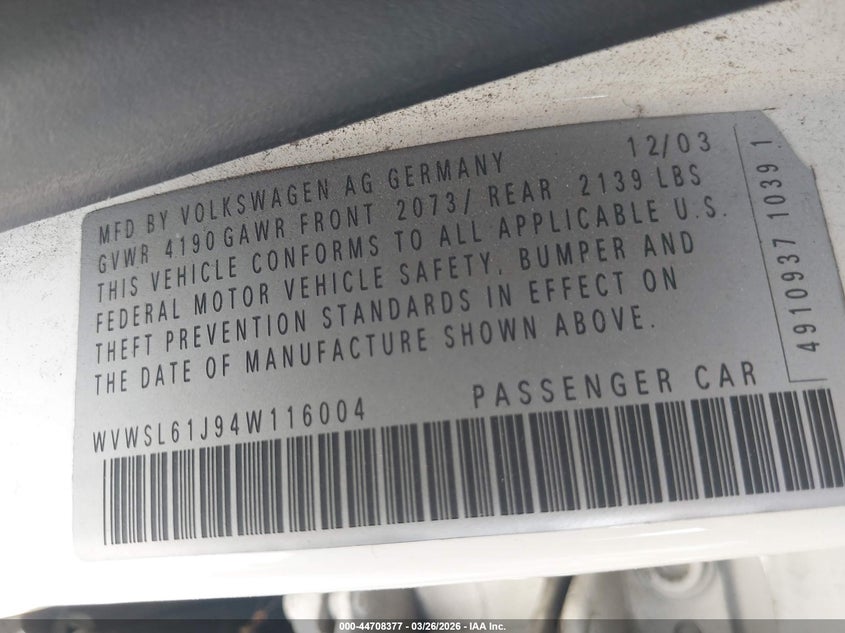 12/03
MFD BY VOLKSWAGEN AG GERMANY
GVWR 4190 GAWR FRONT 2073/ REAR 2139 LBS
THIS VEHICLE CONFORMS TO ALL APPLICABLE U.S.
FEDERAL MOTOR VEHICLE SAFETY, BUMPER AND
THEFT PREVENTION STANDARDS IN EFFECT ON
THE DATE OF MANUFACTURE SHOWN ABOVE.
4910937 1039 1
WVWSL61J94W116004 PASSENGER CAR
000-44708377 | 03/26/2026 - IAA Inc.